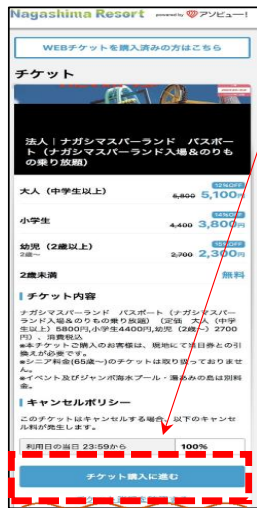 Nagashima Resort powered by アソビュー!
WEBチケットを購入済みの方はこちら
チケット
法人｜ナガシマスパーランド パスポー
ト（ナガシマスパーランド入場＆のりも
の乗り放題）
12%OFF
大人（中学生以上） 5,800 5,100円
14%OFF
小学生 4,400 3,800円
15%OFF
幼児（2歳以上） 2,700 2,300円
2歳～
2歳未満 無料
チケット内容
ナガシマスパーランド パスポート（ナガシマスパー
ランド入場＆のりもの乗り放題）（定価 大人（中学
生以上）5800円,小学生4400円,幼児（2歳～）2700
円）、消費税込
※本チケットご購入のお客様は、現地にて当日券との引
換えが必要です。
※シニア料金(65歳～)のチケットは取り扱っておりませ
ん。
※イベント及びジャンボ海水プール・湯あみの島は別料
金。
キャンセルポリシー
このチケットはキャンセルする場合、以下のキャンセ
ル料が発生します。
利用日の当日 23:59から 100%
チケット購入に進む